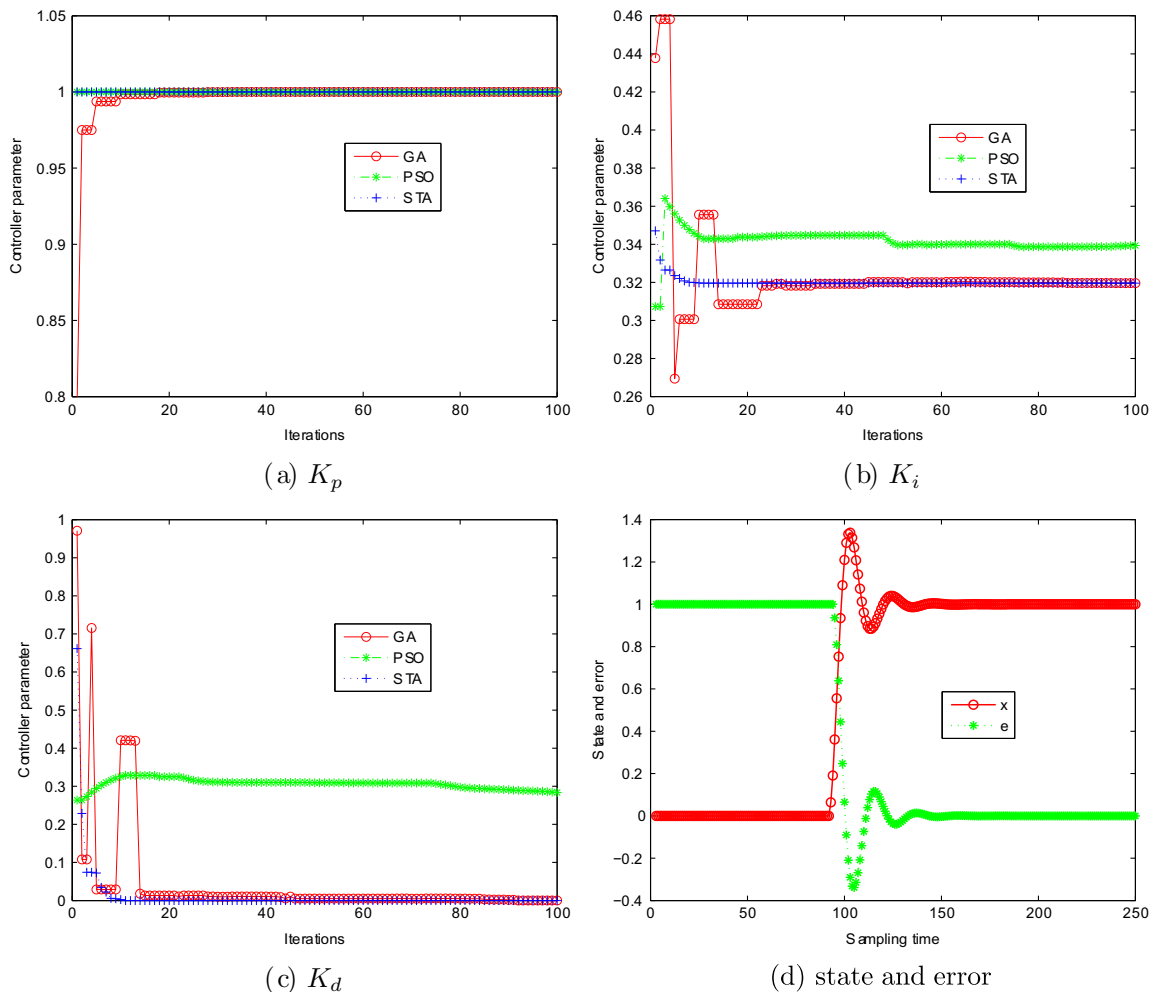 1.05
1
0.95
0.9
0.85
0.8
0 20 40 60 80 100
Controller parameter
Iterations
GA
PSO
STA
(a) K_p
0.46
0.44
0.42
0.4
0.38
0.36
0.34
0.32
0.3
0.28
0.26
0 20 40 60 80 100
Controller parameter
Iterations
GA
PSO
STA
(b) K_i
1
0.9
0.8
0.7
0.6
0.5
0.4
0.3
0.2
0.1
0
0 20 40 60 80 100
Controller parameter
Iterations
GA
PSO
STA
(c) K_d
1.4
1.2
1
0.8
0.6
0.4
0.2
0
−0.2
−0.4
0 50 100 150 200 250
State and error
Sampling time
x
e
(d) state and error